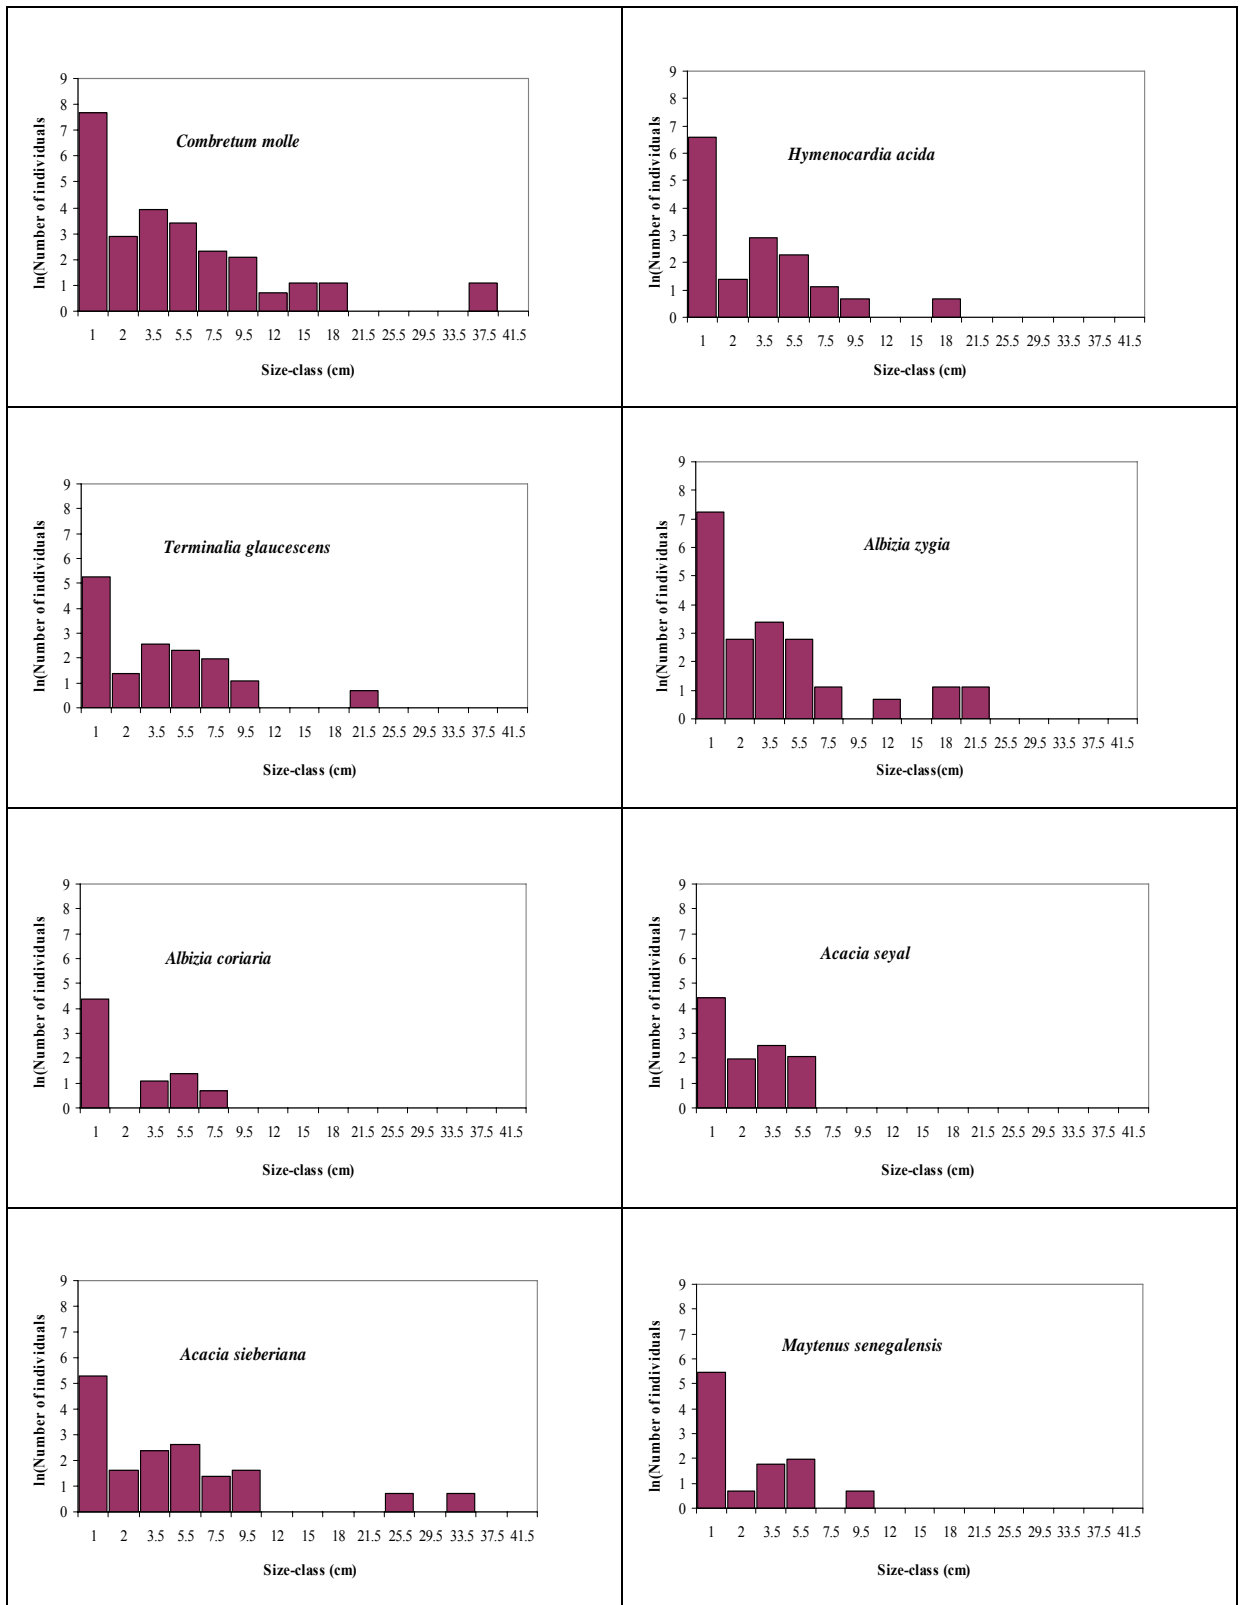 Combretum molle
ln(Number of individuals
9
8
7
6
5
4
3
2
1
0
1 2 3.5 5.5 7.5 9.5 12 15 18 21.5 25.5 29.5 33.5 37.5 41.5
Size-class (cm)
Hymenocardia acida
ln(Number of individuals
9
8
7
6
5
4
3
2
1
0
1 2 3.5 5.5 7.5 9.5 12 15 18 21.5 25.5 29.5 33.5 37.5 41.5
Size-class (cm)
Terminalia glaucescens
ln(Number of individuals
9
8
7
6
5
4
3
2
1
0
1 2 3.5 5.5 7.5 9.5 12 15 18 21.5 25.5 29.5 33.5 37.5 41.5
Size-class (cm)
Albizia zygia
ln(Number of individuals
9
8
7
6
5
4
3
2
1
0
1 2 3.5 5.5 7.5 9.5 12 15 18 21.5 25.5 29.5 33.5 37.5 41.5
Size-class(cm)
Albizia coriaria
ln(Number of individuals
9
8
7
6
5
4
3
2
1
0
1 2 3.5 5.5 7.5 9.5 12 15 18 21.5 25.5 29.5 33.5 37.5 41.5
Size-class (cm)
Acacia seyal
ln(Number of individuals
9
8
7
6
5
4
3
2
1
0
1 2 3.5 5.5 7.5 9.5 12 15 18 21.5 25.5 29.5 33.5 37.5 41.5
Size-class (cm)
Acacia sieberiana
ln(Number of individuals
9
8
7
6
5
4
3
2
1
0
1 2 3.5 5.5 7.5 9.5 12 15 18 21.5 25.5 29.5 33.5 37.5 41.5
Size-class (cm)
Maytenus senegalensis
ln(Number of individuals
9
8
7
6
5
4
3
2
1
0
1 2 3.5 5.5 7.5 9.5 12 15 18 21.5 25.5 29.5 33.5 37.5 41.5
Size-class (cm)